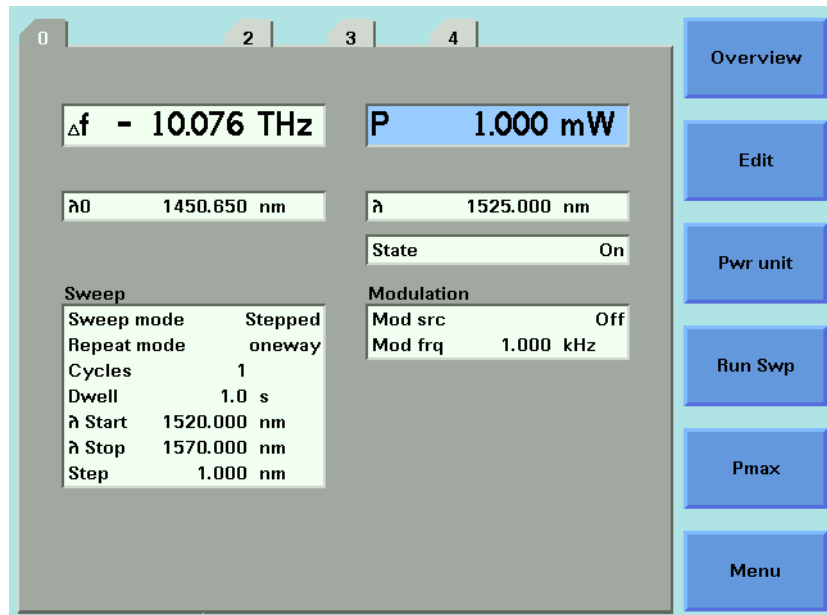 0 2 3 4
Δf - 10.076 THz
P 1.000 mW
λ0 1450.650 nm
λ 1525.000 nm
State On
Sweep
Sweep mode Stepped
Repeat mode oneway
Cycles 1
Dwell 1.0 s
λ Start 1520.000 nm
λ Stop 1570.000 nm
Step 1.000 nm
Modulation
Mod src Off
Mod frq 1.000 kHz
Overview
Edit
Pwr unit
Run Swp
Pmax
Menu